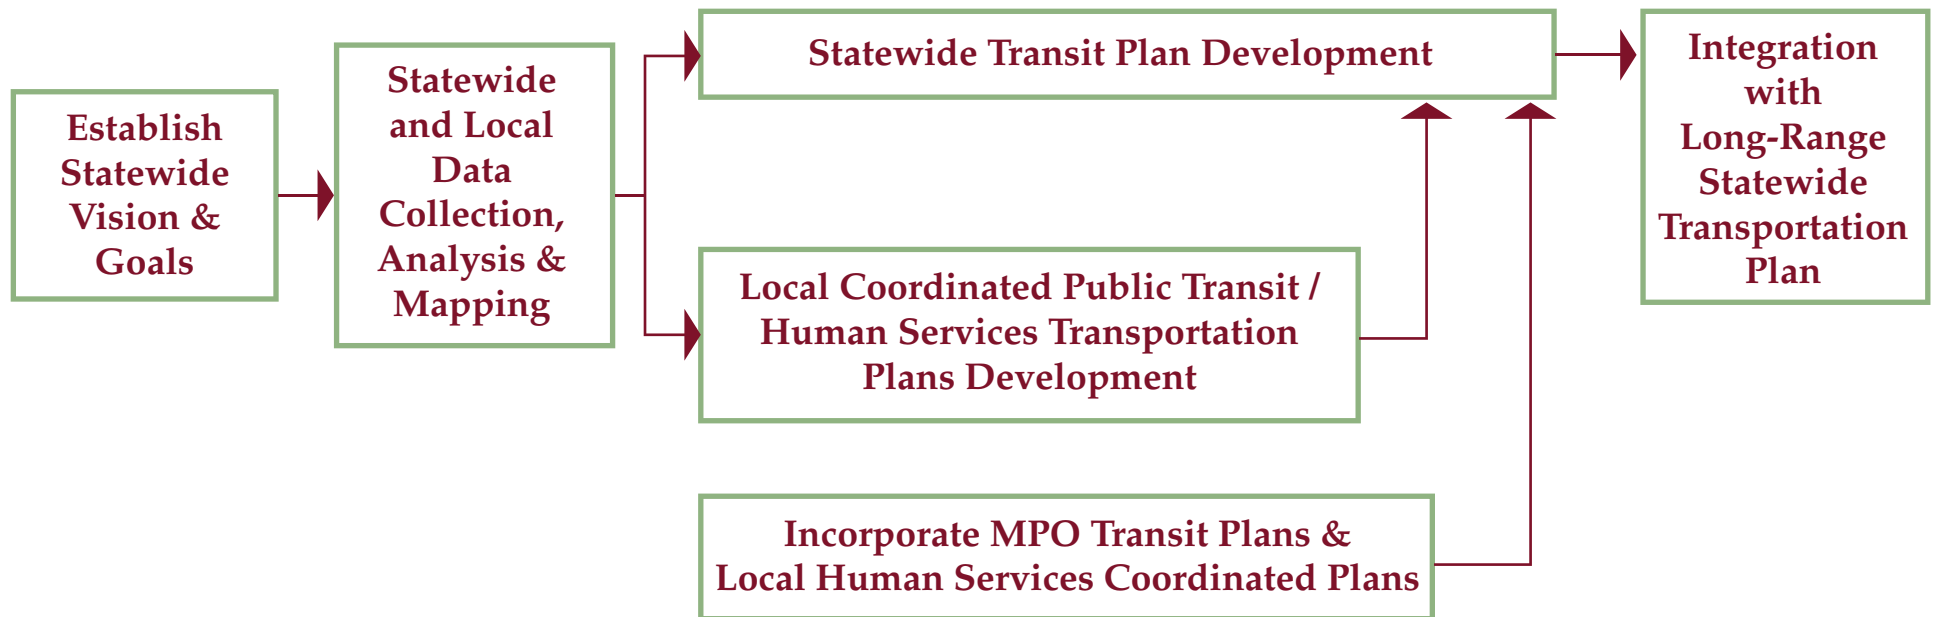 Establish
Statewide
Vision &
Goals
Statewide
and Local
Data
Collection,
Analysis &
Mapping
Statewide Transit Plan Development
Local Coordinated Public Transit /
Human Services Transportation
Plans Development
Incorporate MPO Transit Plans &
Local Human Services Coordinated Plans
Integration
with
Long-Range
Statewide
Transportation
Plan